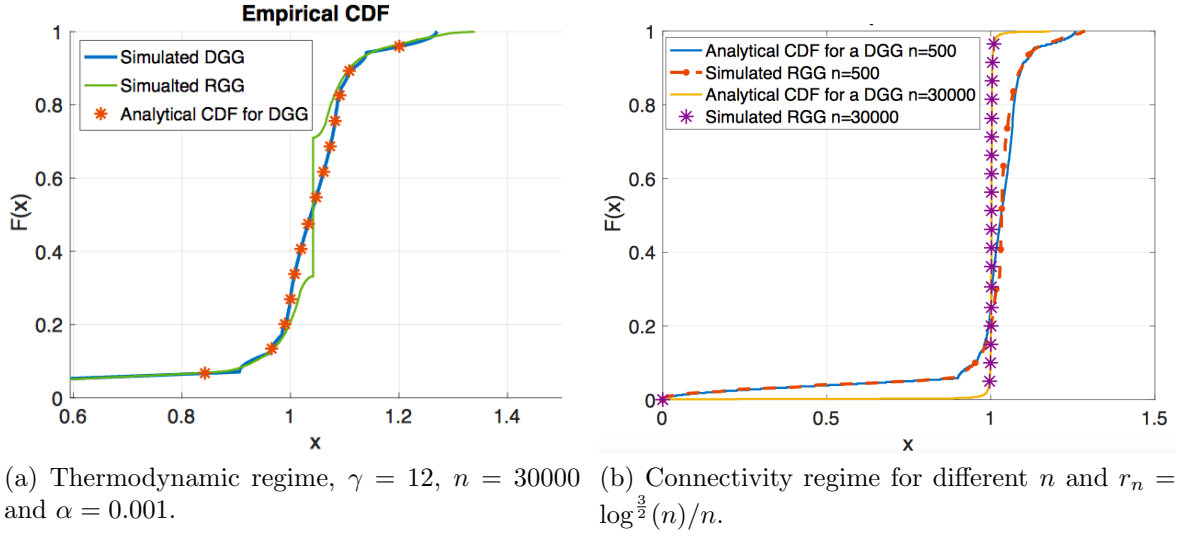 Empirical CDF
Simulated DGG
Simualted RGG
Analytical CDF for DGG
F(x)
1
0.8
0.6
0.4
0.2
0
0.6
0.8
1
1.2
1.4
x
Analytical CDF for a DGG n=500
Simulated RGG n=500
Analytical CDF for a DGG n=30000
Simulated RGG n=30000
F(x)
1
0.8
0.6
0.4
0.2
0
0
0.5
1
1.5
x
(a) Thermodynamic regime, γ = 12, n = 30000
and α = 0.001.
(b) Connectivity regime for different n and rₙ =
log^{3/2}(n)/n.